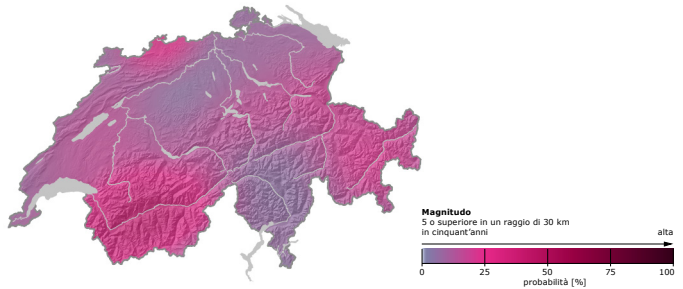 Magnitudo
5 o superiore in un raggio di 30 km
in cinquant'anni alta
0 25 50 75 100
probabilità [%]